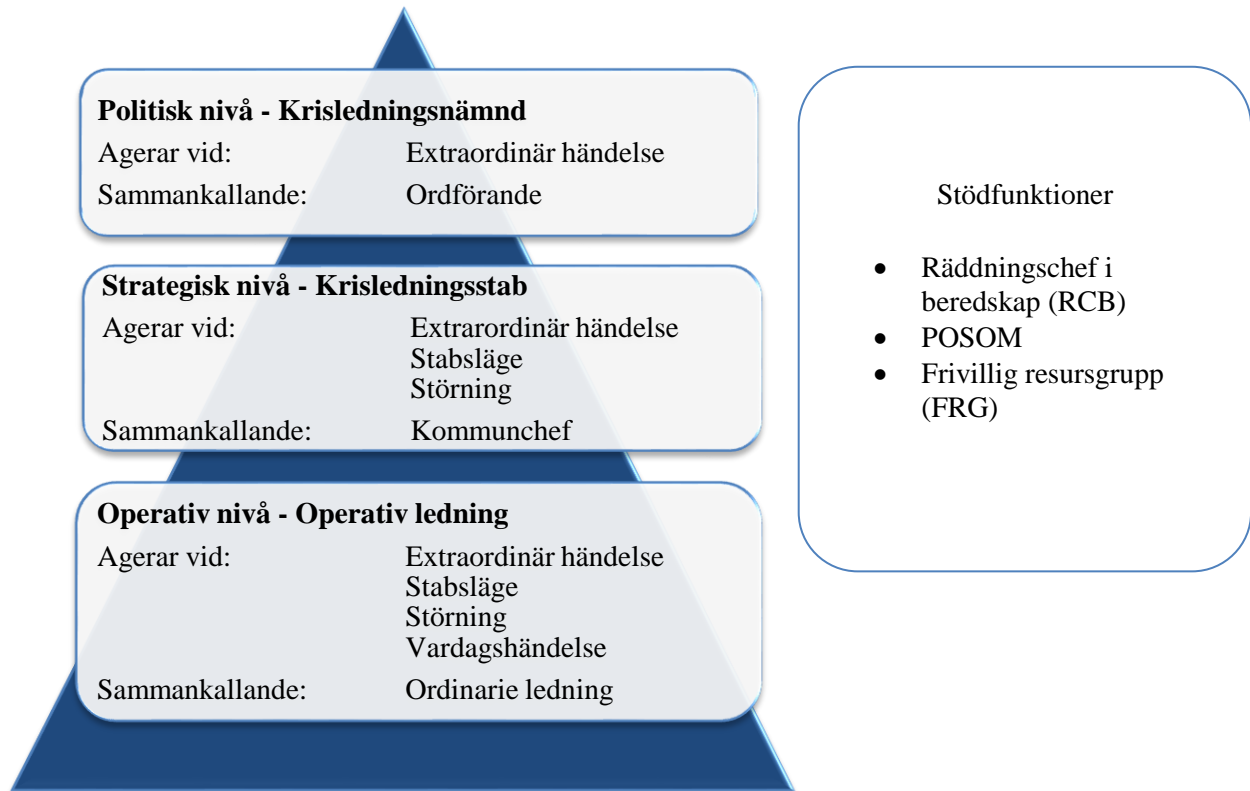 Politisk nivå - Krisledningsnämnd
Agerar vid: Extraordinär händelse
Sammankallande: Ordförande
Strategisk nivå - Krisledningsstab
Agerar vid: Extrarordinär händelse
Stabsläge
Störning
Sammankallande: Kommunchef
Operativ nivå - Operativ ledning
Agerar vid: Extraordinär händelse
Stabsläge
Störning
Vardagshändelse
Sammankallande: Ordinarie ledning
Stödfunktioner
• Räddningschef i
beredskap (RCB)
• POSOM
• Frivillig resursgrupp
(FRG)